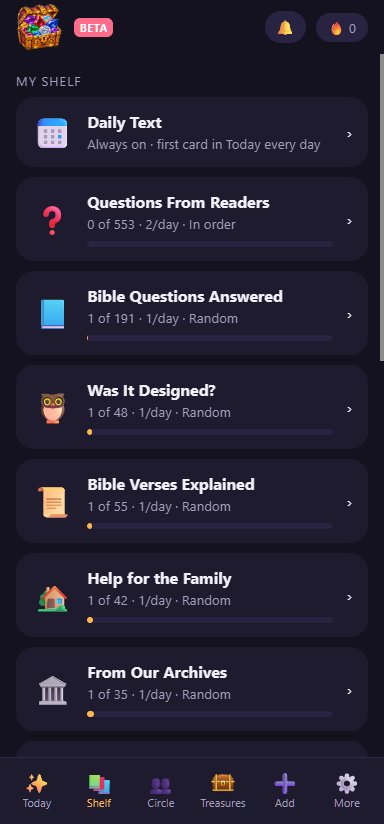 BETA
0
MY SHELF
Daily Text
Always on · first card in Today every day
Questions From Readers
0 of 553 · 2/day · In order
Bible Questions Answered
1 of 191 · 1/day · Random
Was It Designed?
1 of 48 · 1/day · Random
Bible Verses Explained
1 of 55 · 1/day · Random
Help for the Family
1 of 42 · 1/day · Random
From Our Archives
1 of 35 · 1/day · Random
Today Shelf Circle Treasures Add More